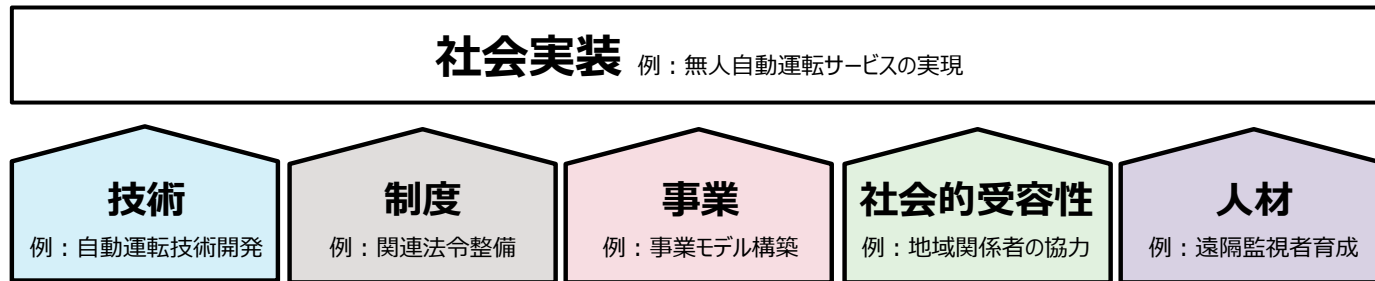 社会実装 例：無人自動運転サービスの実現
技術
例：自動運転技術開発
制度
例：関連法令整備
事業
例：事業モデル構築
社会的受容性
例：地域関係者の協力
人材
例：遠隔監視者育成